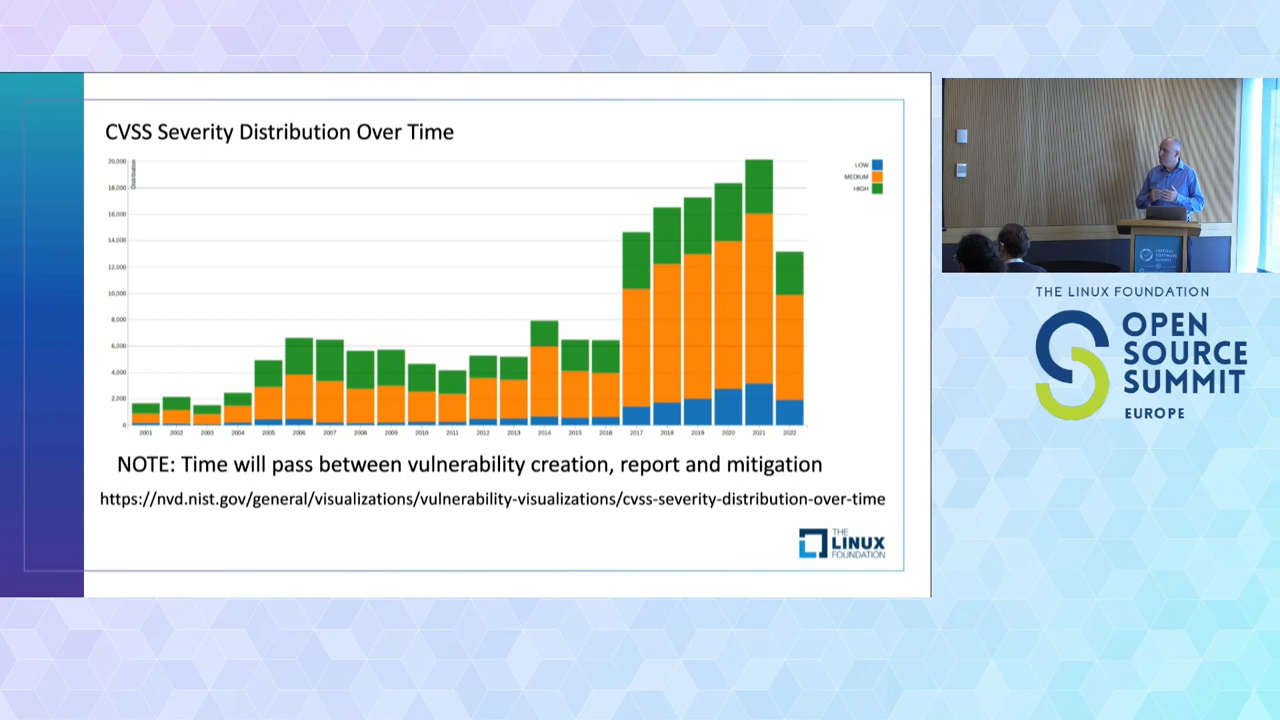 CVSS Severity Distribution Over Time
20,000
18,000
16,000
14,000
12,000
10,000
8,000
6,000
4,000
2,000
0
Distribution
2001 2002 2003 2004 2005 2006 2007 2008 2009 2010 2011 2012 2013 2014 2015 2016 2017 2018 2019 2020 2021 2022
LOW
MEDIUM
HIGH
NOTE: Time will pass between vulnerability creation, report and mitigation
https://nvd.nist.gov/general/visualizations/vulnerability-visualizations/cvss-severity-distribution-over-time
THE
LINUX
FOUNDATION
CRITICAL
SOFTWARE
SUMMIT
THE LINUX FOUNDATION
OPEN
SOURCE
SUMMIT
EUROPE